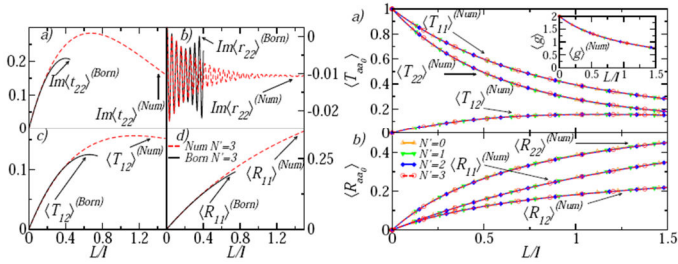 a)
b)
0
0.2
0.1
0
-0.01
-0.02
Im⟨t₂₂⟩^(Born)
Im⟨t₂₂⟩^(Num)
Im⟨r₂₂⟩^(Born)
Im⟨r₂₂⟩^(Num)
c)
d)
0.1
0
0.25
0
⟨T₁₂⟩^(Num)
⟨T₁₂⟩^(Born)
Num N'=3
Born N'=3
⟨R₁₁⟩^(Num)
⟨R₁₁⟩^(Born)
0 0.4 0.8 1.2 0 0.4 0.8 1.2
L/l L/l
a)
1
0.8
0.6
0.4
0.2
0
⟨T_{aa₀}⟩
⟨T₁₁⟩^(Num)
⟨T₂₂⟩^(Num)
⟨T₁₂⟩^(Num)
2
1.5
1
0.5
0
⟨g⟩
⟨g⟩^(Num)
0 0.5 1 1.5
L/l
b)
0.4
0.2
0
⟨R_{aa₀}⟩
N'=0
N'=1
N'=2
N'=3
⟨R₂₂⟩^(Num)
⟨R₁₁⟩^(Num)
⟨R₁₂⟩^(Num)
0 0.5 1 1.5
L/l